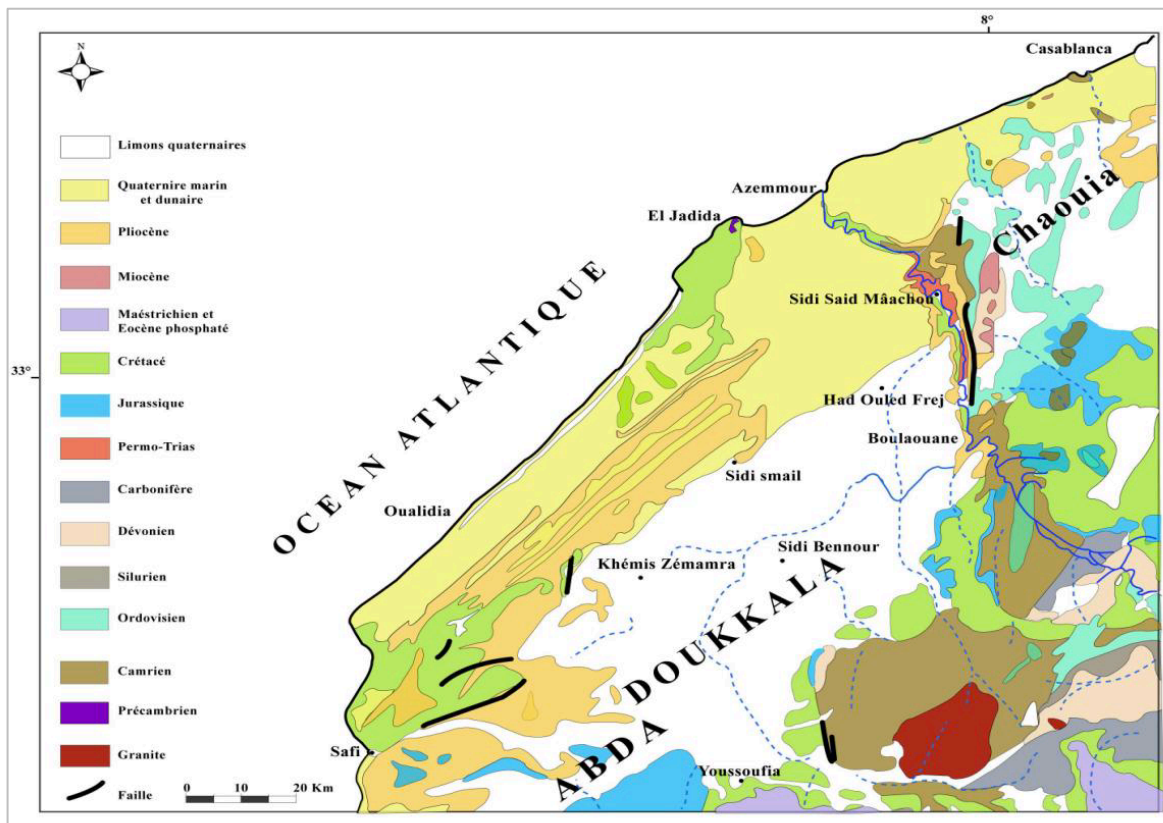 8°
Casablanca
N
Limons quaternaires
Quaternire marin
et dunaire
Pliocène
Miocène
Maéstrichien et
Eocène phosphaté
Crétacé
Jurassique
Permo-Trias
Carbonifère
Dévonien
Silurien
Ordovisien
Camrien
Précambrien
Granite
Faille
0 10 20 Km
33°
Azemmour
El Jadida
Chaouia
Sidi Said Mâachou
OCEAN ATLANTIQUE
Had Ouled Frej
Boulaouane
Sidi smail
Oualidia
Khémis Zémamra
Sidi Bennour
ABDA DOUKKALA
Safi
Youssoufia